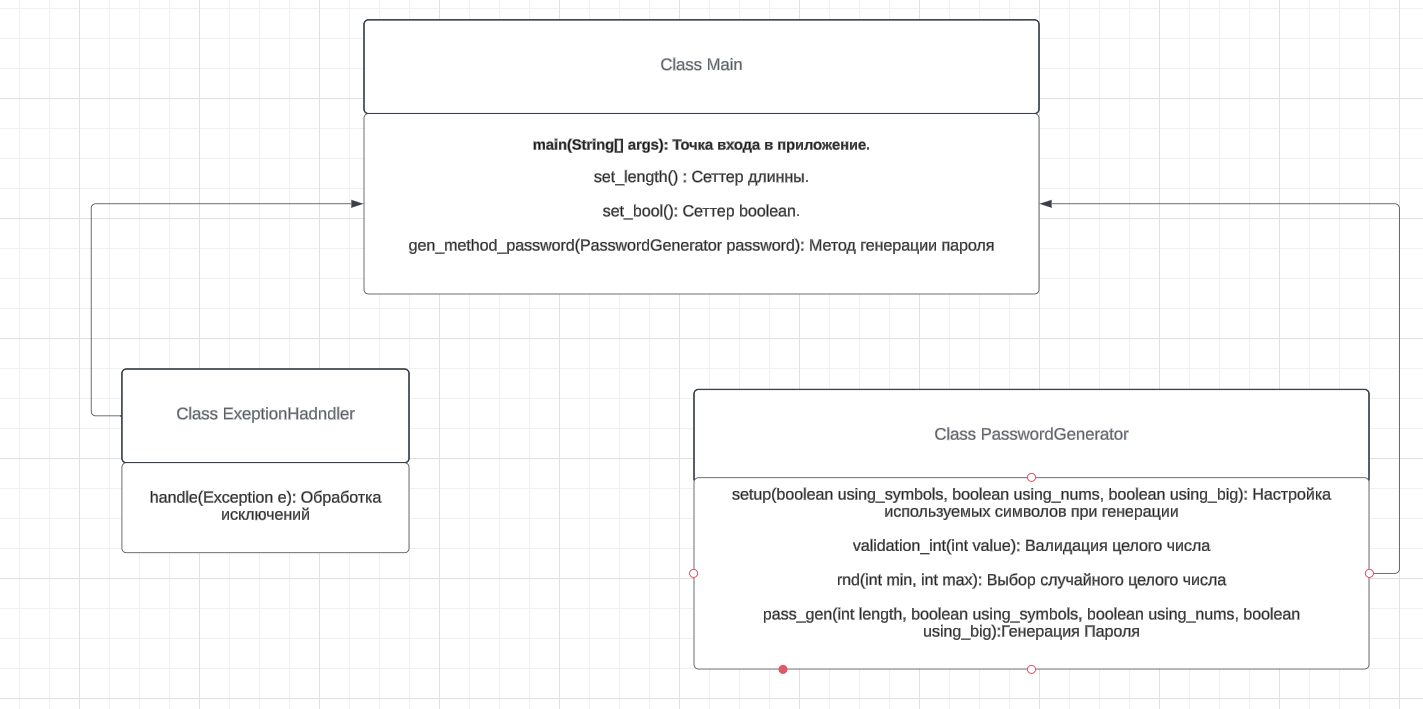 Class Main
main(String[] args): Точка входа в приложение.
set_length() : Сеттер длинны.
set_bool(): Сеттер boolean.
gen_method_password(PasswordGenerator password): Метод генерации пароля
Class ExeptionHadndler
handle(Exception e): Обработка
исключений
Class PasswordGenerator
setup(boolean using_symbols, boolean using_nums, boolean using_big): Настройка
используемых символов при генерации
validation_int(int value): Валидация целого числа
rnd(int min, int max): Выбор случайного целого числа
pass_gen(int length, boolean using_symbols, boolean using_nums, boolean
using_big):Генерация Пароля